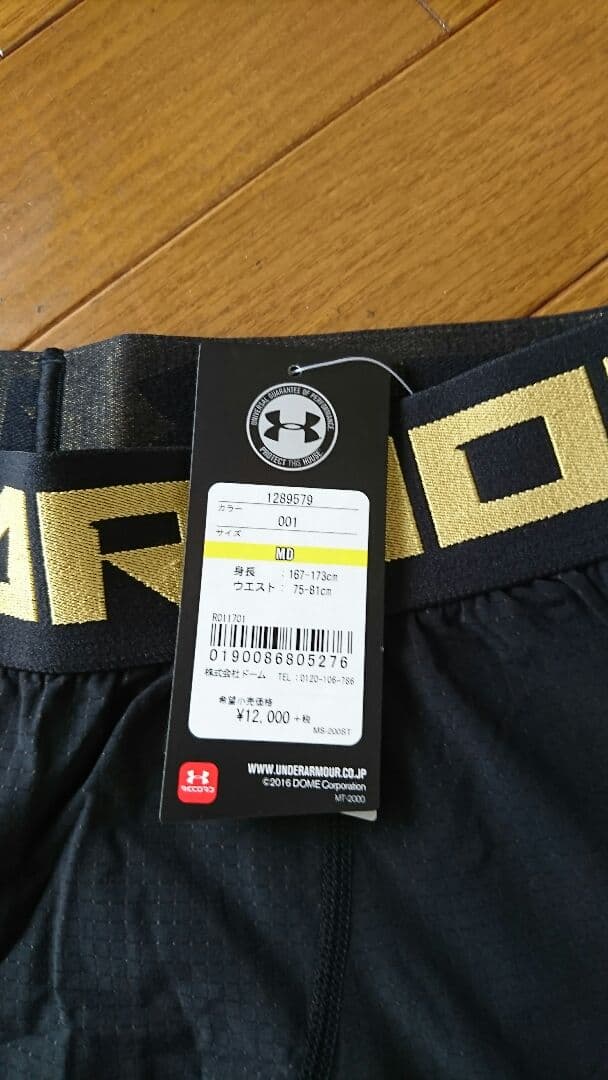 UNIVERSAL GUARANTEE OF PERFORMANCE
PROTECT THIS HOUSE
1289579
カラー
001
サイズ
MD
身長 : 167-173cm
ウエスト : 75-81cm
RD11701
0190086805276
株式会社ドーム TEL:0120-106-786
希望小売価格
¥12,000 +税
MS-200ST
RECORD
WWW.UNDERARMOUR.CO.JP
©2016 DOME Corporation
MT-2000
ARMO